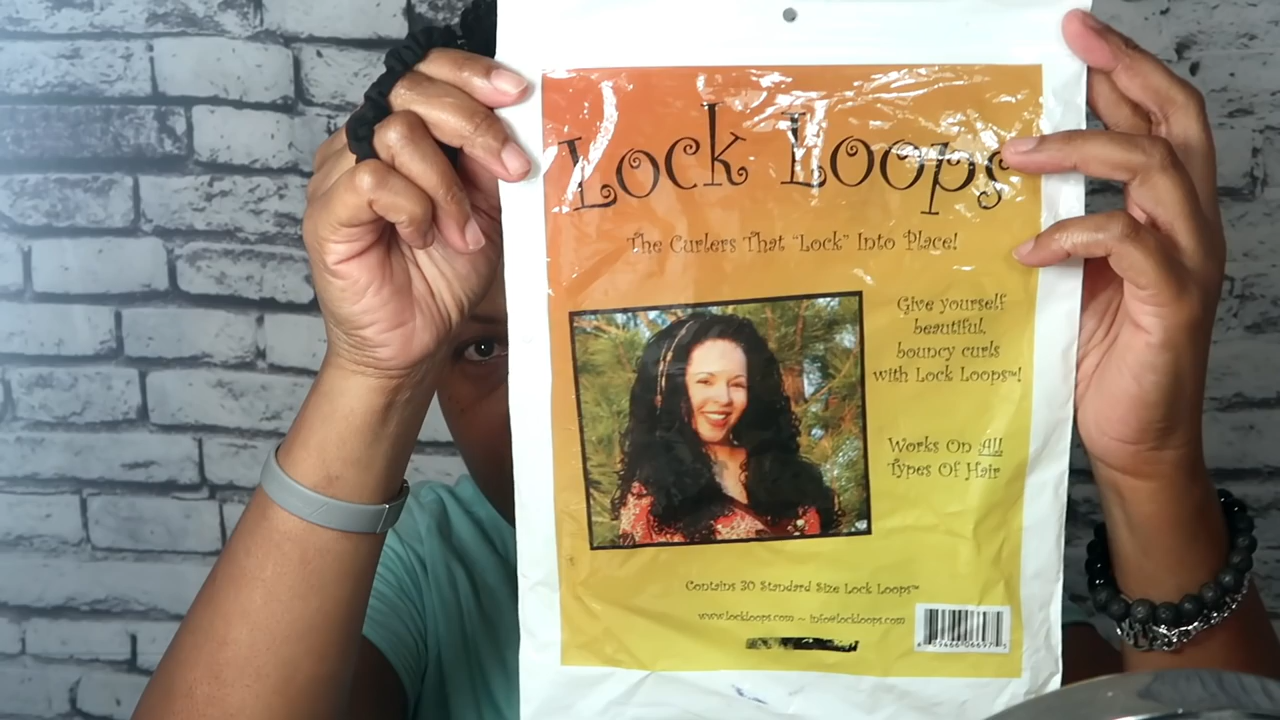 Lock Loops
The Curlers That "Lock" Into Place!
Give yourself
beautiful,
bouncy curls
with Lock Loops™!
Works On All
Types Of Hair
Contains 30 Standard Size Lock Loops™
www.lockloops.com ~ info@lockloops.com